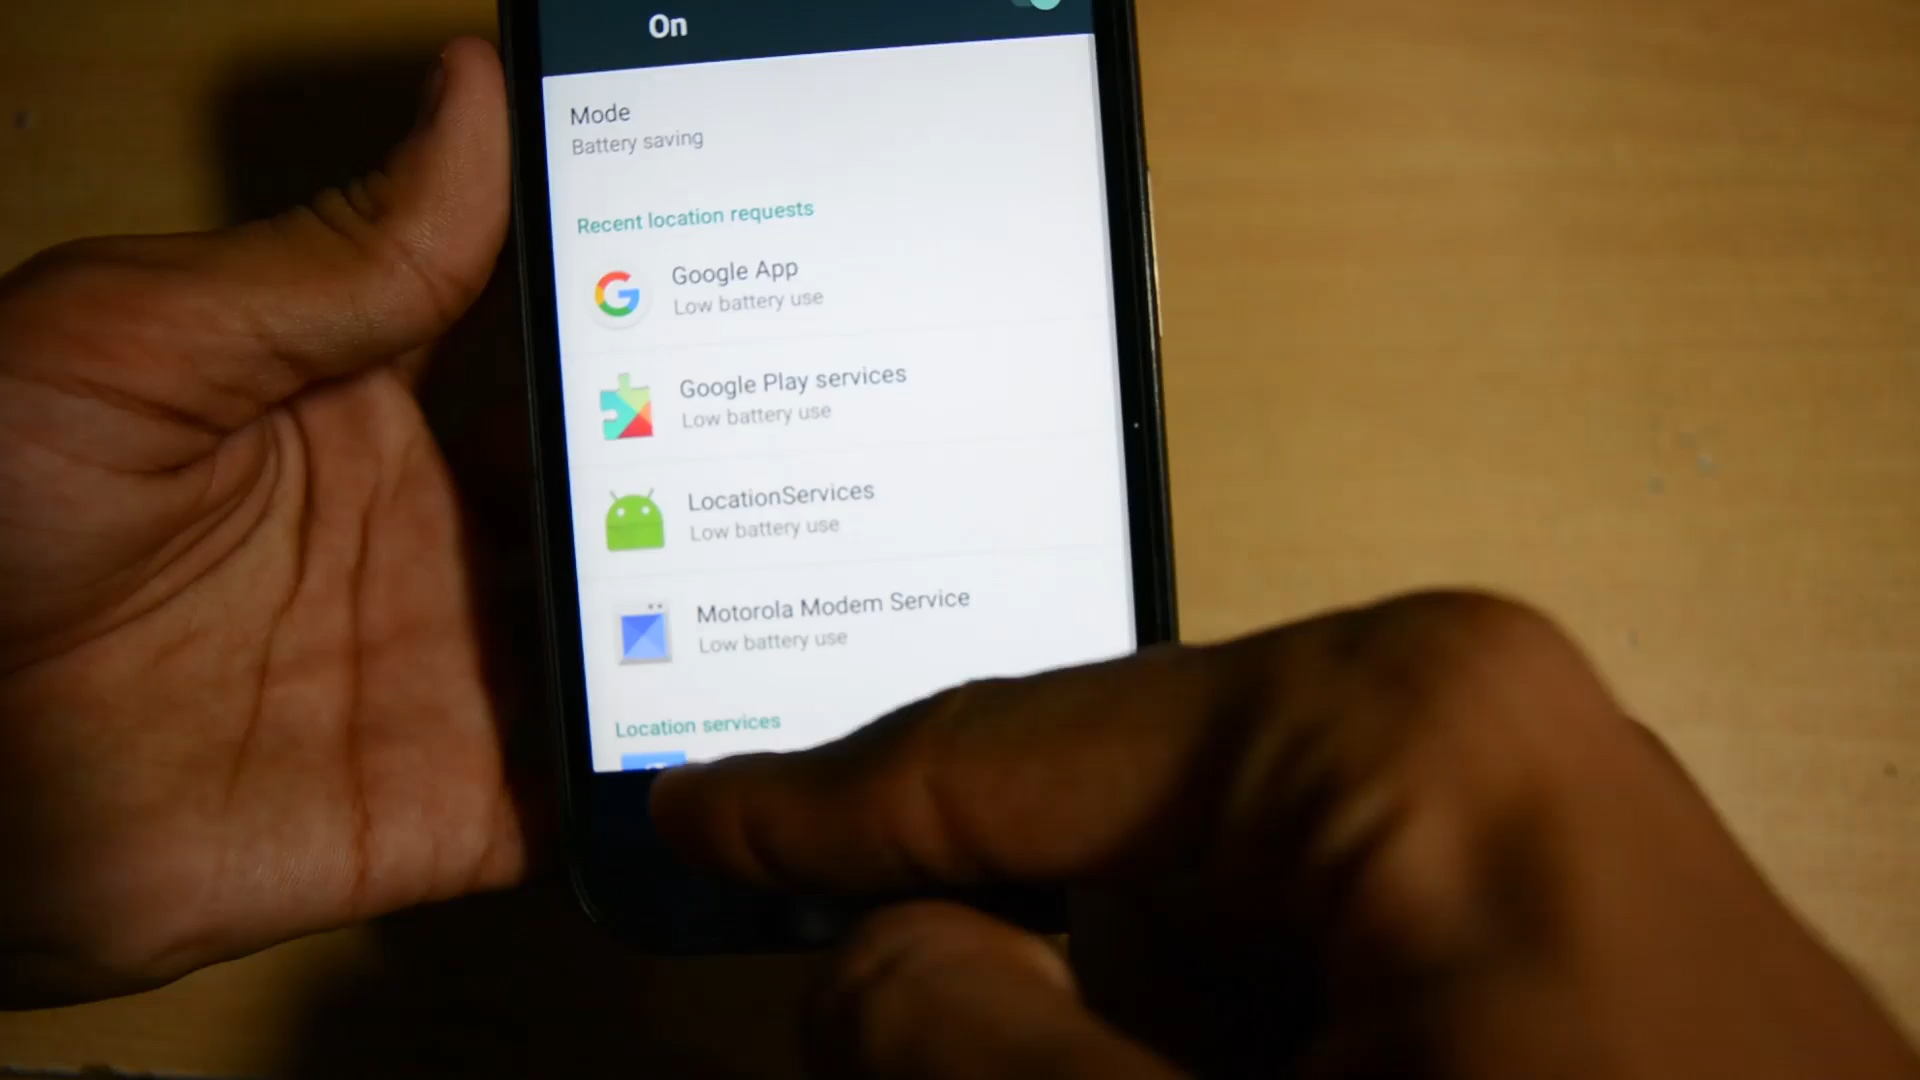 On
Mode
Battery saving
Recent location requests
Google App
Low battery use
Google Play services
Low battery use
LocationServices
Low battery use
Motorola Modem Service
Low battery use
Location services